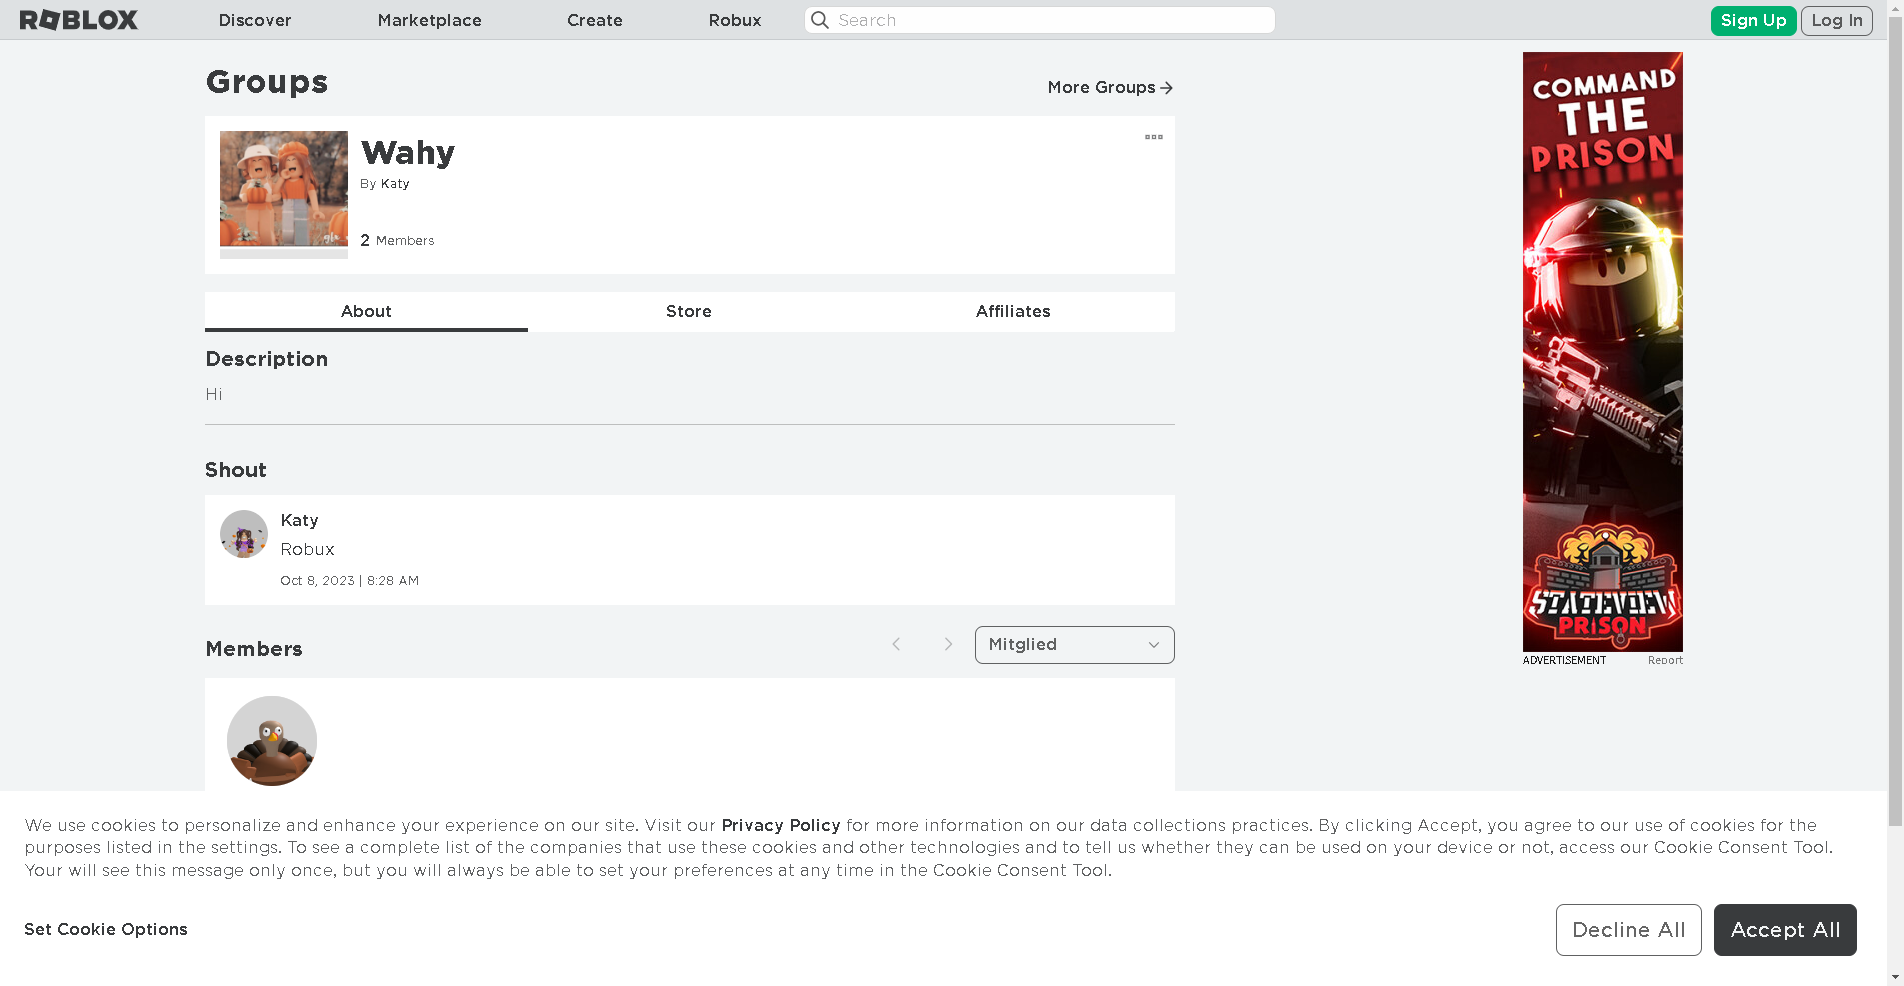 ROBLOX Discover Marketplace Create Robux Search Sign Up Log In
Groups
More Groups
Wahy
By Katy
2 Members
About Store Affiliates
Description
Hi
Shout
Katy
Robux
Oct 8, 2023 | 8:28 AM
Members
Mitglied
COMMAND
THE
PRISON
PRISON
ADVERTISEMENT Report
We use cookies to personalize and enhance your experience on our site. Visit our Privacy Policy for more information on our data collections practices. By clicking Accept, you agree to our use of cookies for the
purposes listed in the settings. To see a complete list of the companies that use these cookies and other technologies and to tell us whether they can be used on your device or not, access our Cookie Consent Tool.
Your will see this message only once, but you will always be able to set your preferences at any time in the Cookie Consent Tool.
Set Cookie Options Decline All Accept All